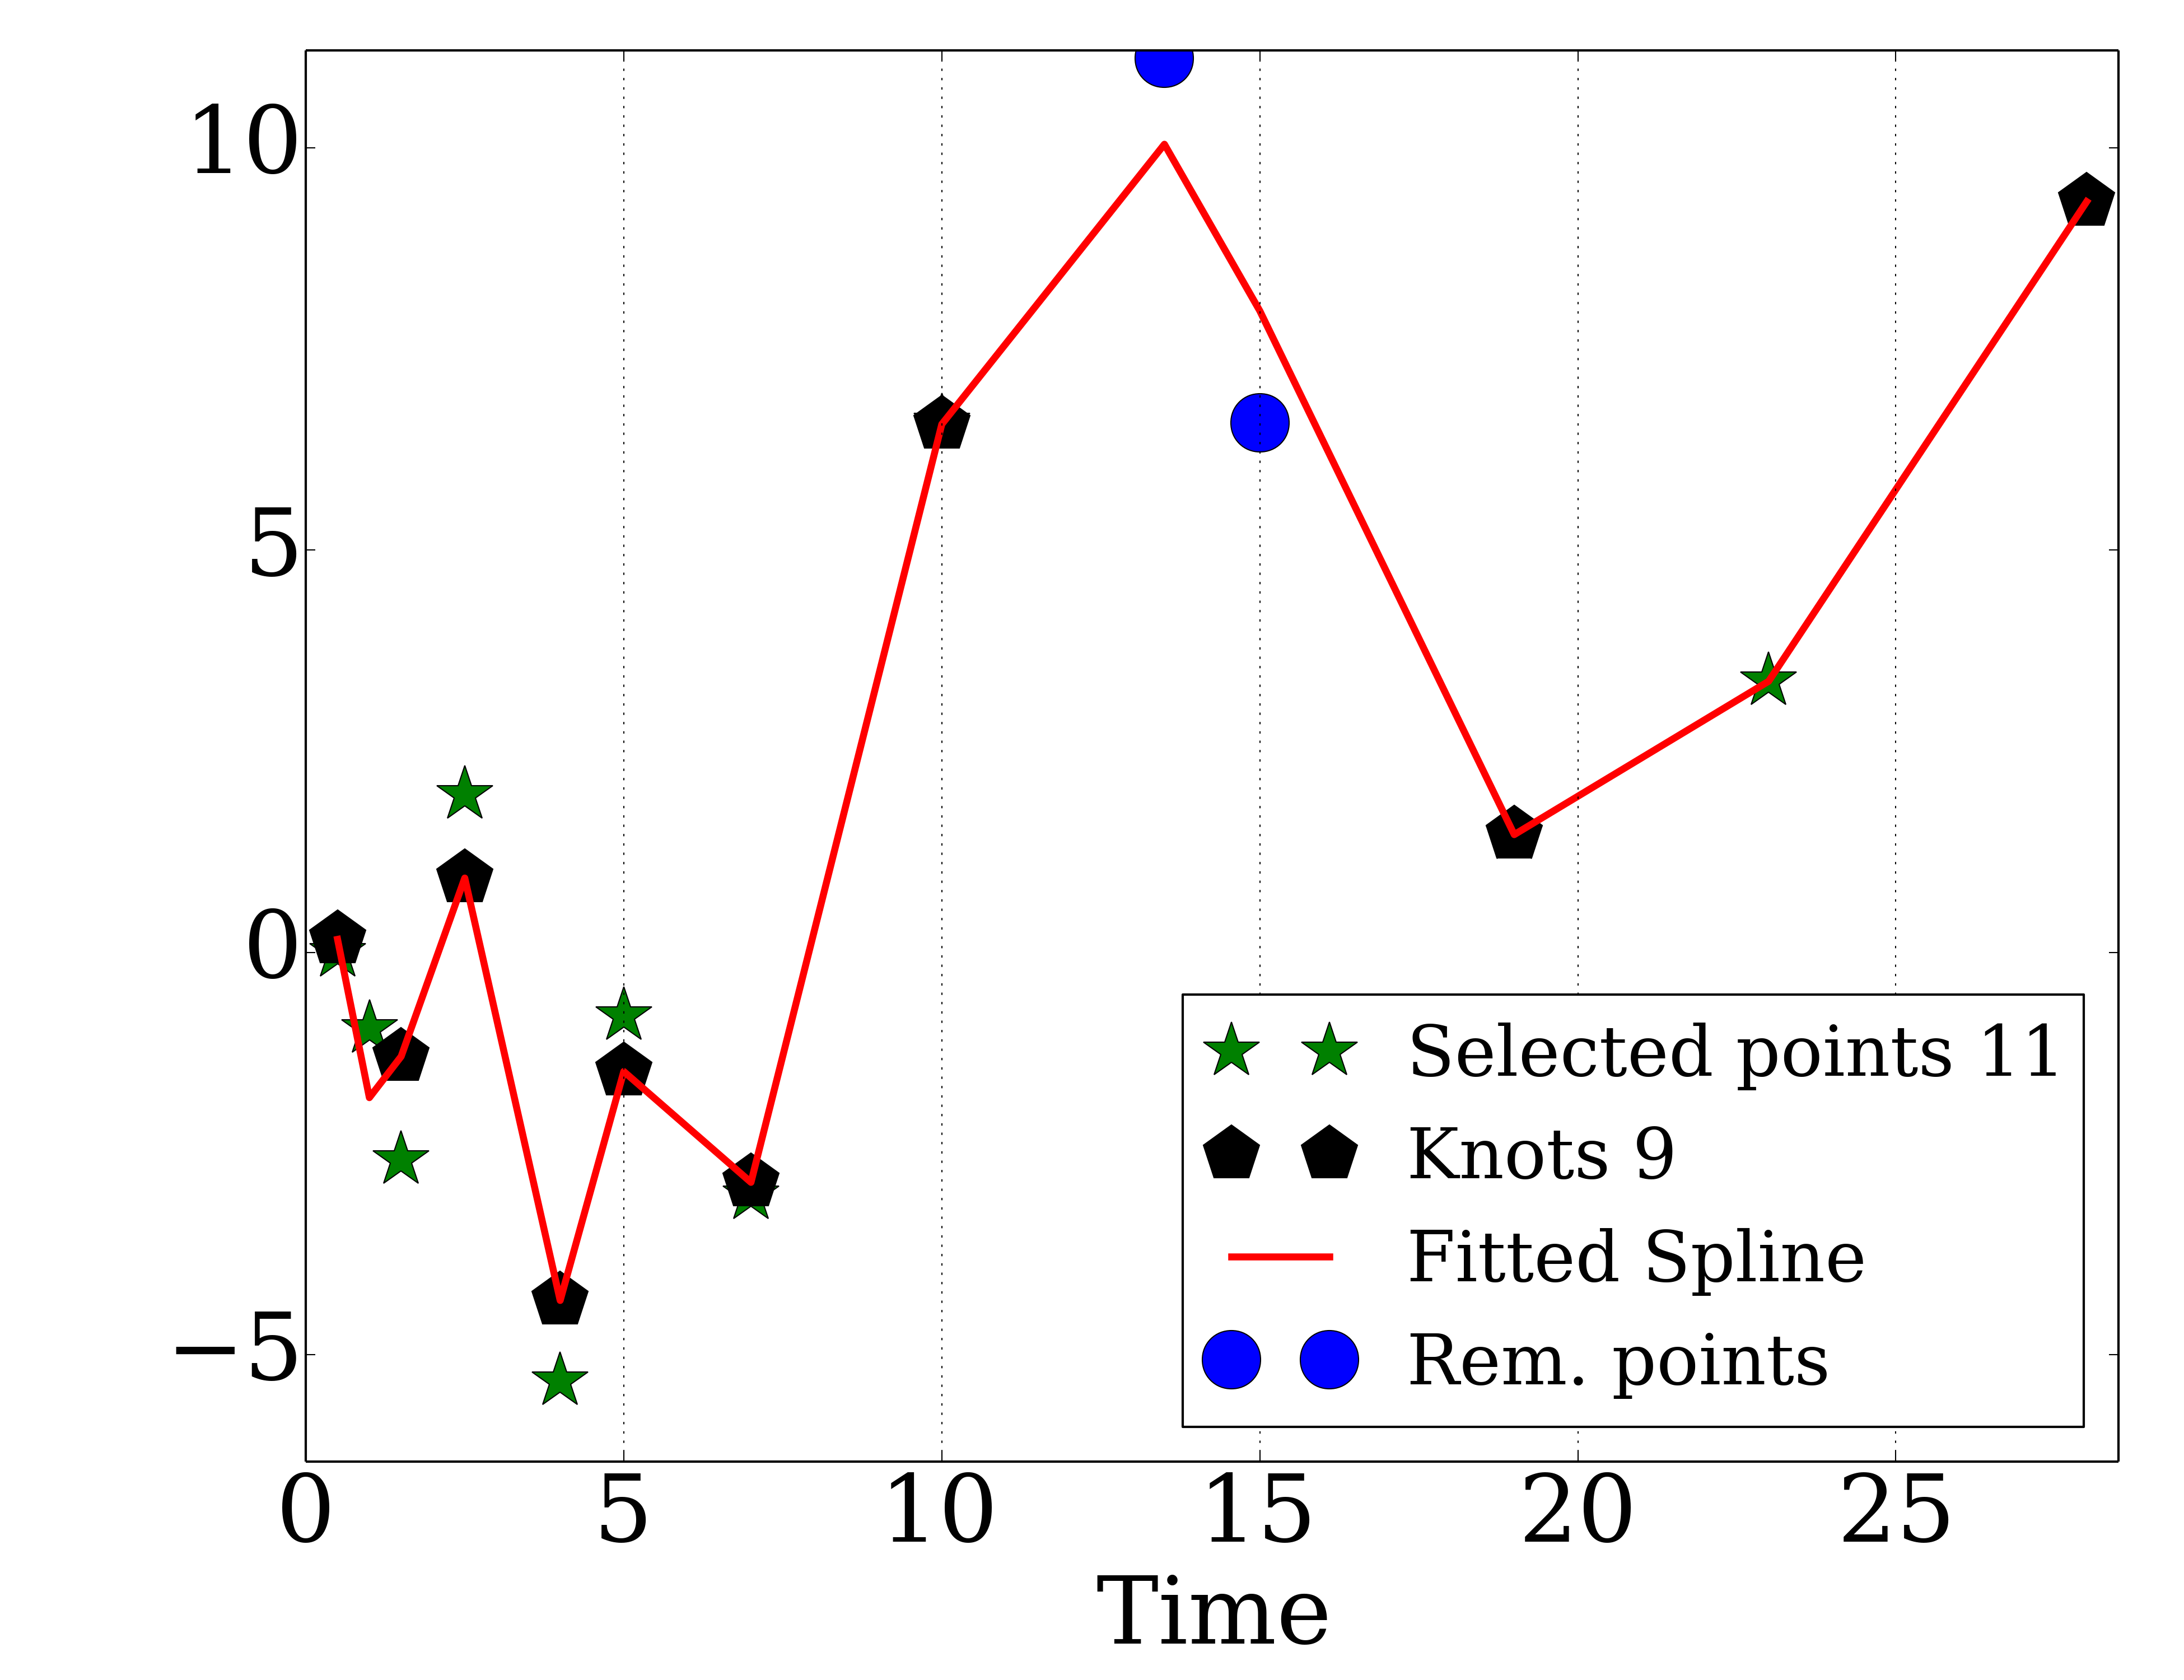 10
5
0
−5
0 5 10 15 20 25
Time
Selected points 11
Knots 9
Fitted Spline
Rem. points